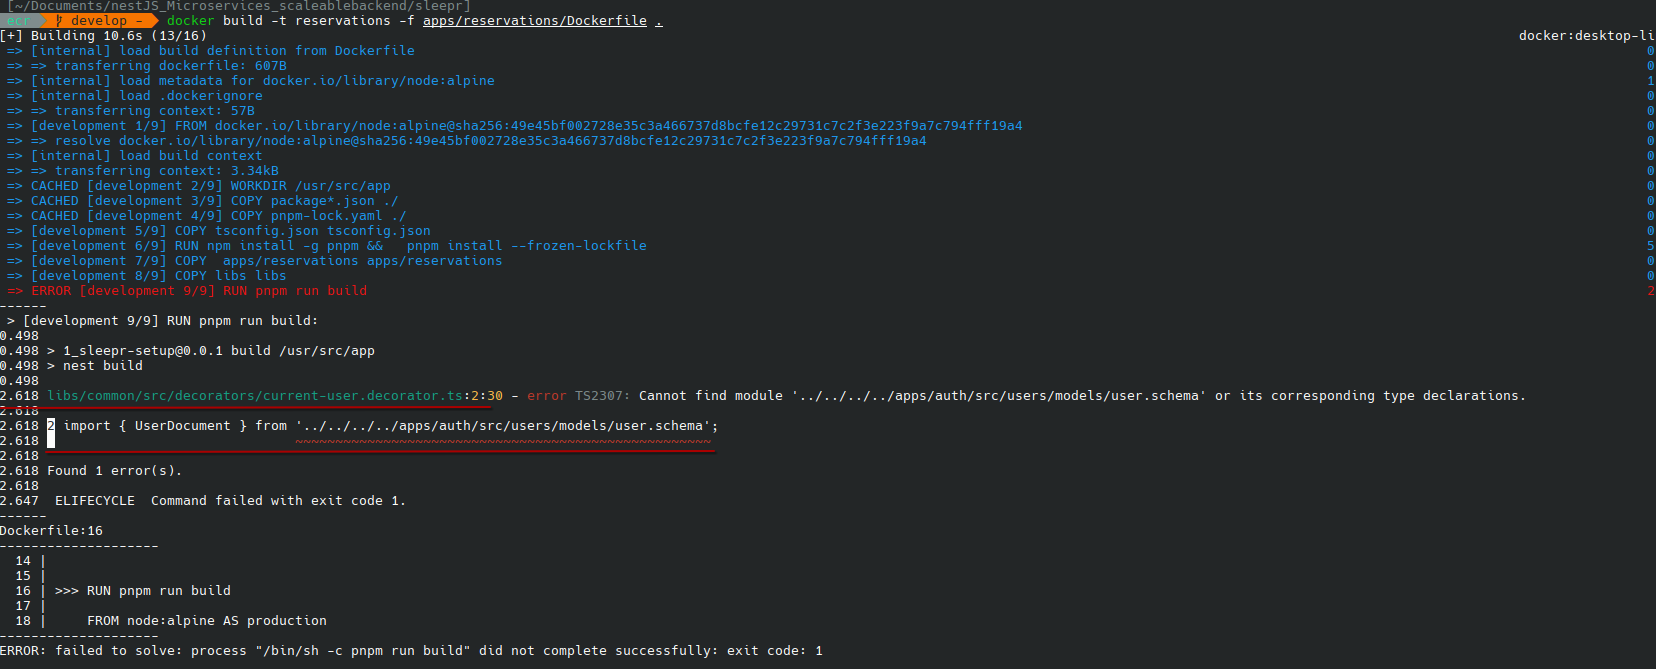 [~/Documents/nestJS_Microservices_scaleablebackend/sleepr]
ecr develop ~ docker build -t reservations -f apps/reservations/Dockerfile .
[+] Building 10.6s (13/16) docker:desktop-li
=> [internal] load build definition from Dockerfile 0
=> => transferring dockerfile: 607B 0
=> [internal] load metadata for docker.io/library/node:alpine 1
=> [internal] load .dockerignore 0
=> => transferring context: 57B 0
=> [development 1/9] FROM docker.io/library/node:alpine@sha256:49e45bf002728e35c3a466737d8bcfe12c29731c7c2f3e223f9a7c794fff19a4 0
=> => resolve docker.io/library/node:alpine@sha256:49e45bf002728e35c3a466737d8bcfe12c29731c7c2f3e223f9a7c794fff19a4 0
=> [internal] load build context 0
=> => transferring context: 3.34kB 0
=> CACHED [development 2/9] WORKDIR /usr/src/app 0
=> CACHED [development 3/9] COPY package*.json ./ 0
=> CACHED [development 4/9] COPY pnpm-lock.yaml ./ 0
=> [development 5/9] COPY tsconfig.json tsconfig.json 0
=> [development 6/9] RUN npm install -g pnpm && pnpm install --frozen-lockfile 5
=> [development 7/9] COPY apps/reservations apps/reservations 0
=> [development 8/9] COPY libs libs 0
=> ERROR [development 9/9] RUN pnpm run build 2
------
> [development 9/9] RUN pnpm run build:
0.498
0.498 > 1_sleepr-setup@0.0.1 build /usr/src/app
0.498 > nest build
0.498
2.618 libs/common/src/decorators/current-user.decorator.ts:2:30 - error TS2307: Cannot find module '../../../../apps/auth/src/users/models/user.schema' or its corresponding type declarations.
2.618
2.618 2 import { UserDocument } from '../../../../apps/auth/src/users/models/user.schema';
2.618 ~~~~~~~~~~~~~~~~~~~~~~~~~~~~~~~~~~~~~~~~~~~~~~~~~~~~
2.618
2.618 Found 1 error(s).
2.618
2.647 ELIFECYCLE Command failed with exit code 1.
------
Dockerfile:16
--------------------
14 |
15 |
16 | >>> RUN pnpm run build
17 |
18 | FROM node:alpine AS production
--------------------
ERROR: failed to solve: process "/bin/sh -c pnpm run build" did not complete successfully: exit code: 1